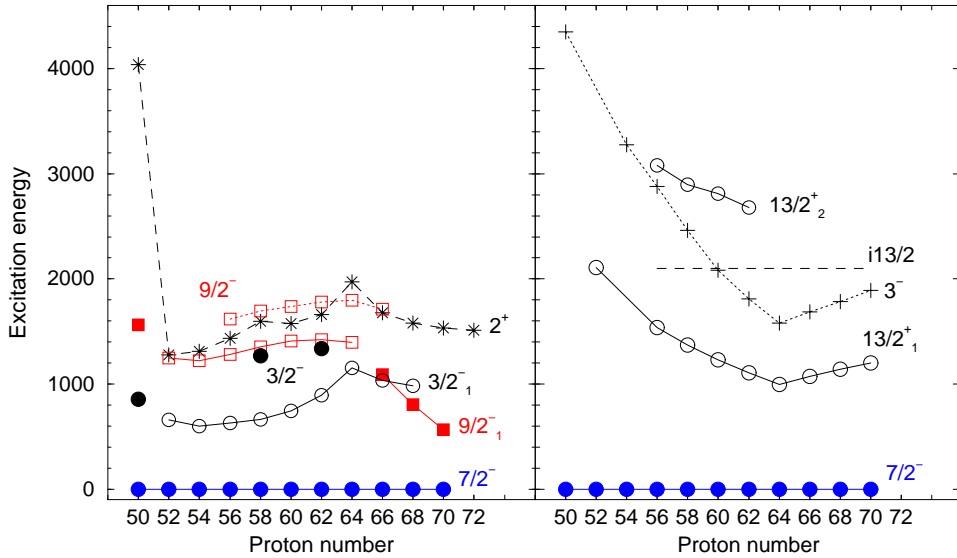 4000
3000
2000
1000
0
Excitation energy
9/2⁻
2⁺
3/2⁻
3/2⁻₁
9/2⁻₁
7/2⁻
50 52 54 56 58 60 62 64 66 68 70 72
Proton number
13/2⁺₂
i13/2
3⁻
13/2⁺₁
7/2⁻
50 52 54 56 58 60 62 64 66 68 70 72
Proton number